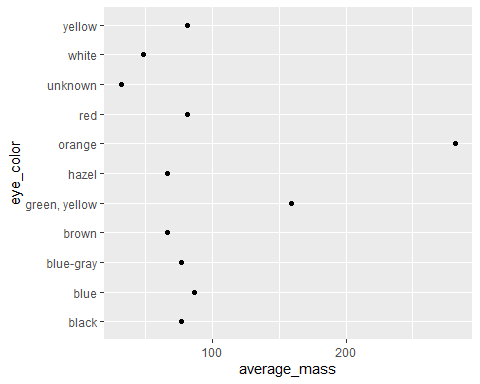 yellow
white
unknown
red
orange
hazel
green, yellow
brown
blue-gray
blue
black
eye_color
100 200
average_mass